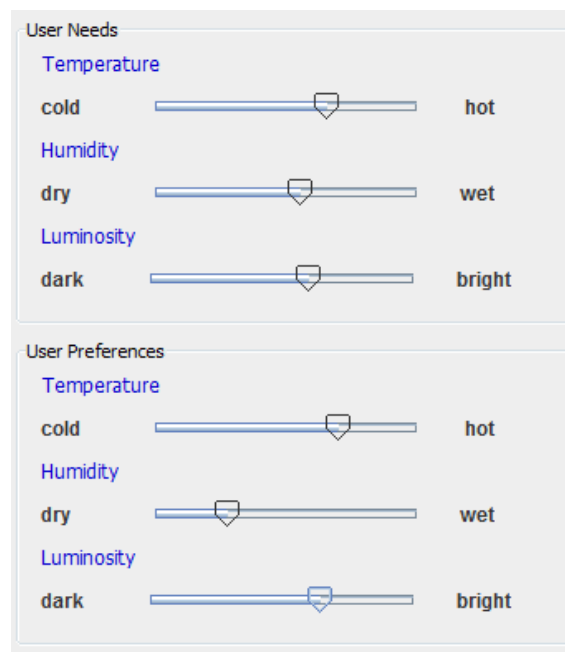 User Needs
Temperature
cold hot
Humidity
dry wet
Luminosity
dark bright
User Preferences
Temperature
cold hot
Humidity
dry wet
Luminosity
dark bright